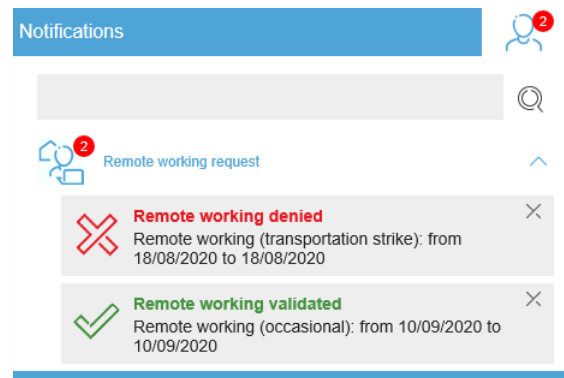 Notifications
2
2
Remote working request
Remote working denied
Remote working (transportation strike): from
18/08/2020 to 18/08/2020
Remote working validated
Remote working (occasional): from 10/09/2020 to
10/09/2020